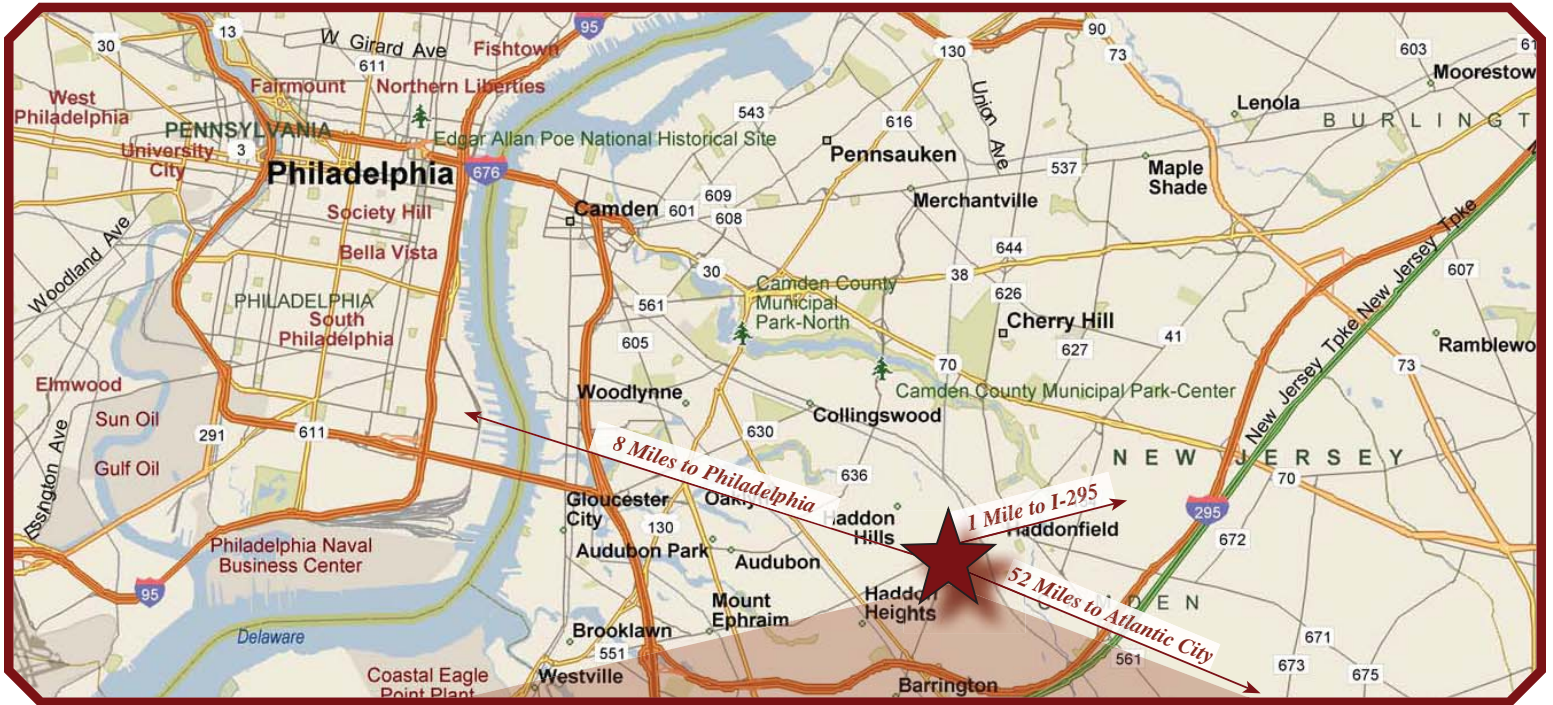 95
13
30
W Girard Ave
Fishtown
611
Fairmount
Northern Liberties
West
Philadelphia
PENNSYLVANIA
Edgar Allan Poe National Historical Site
University
City
3
Philadelphia
676
Society Hill
Bella Vista
Woodland Ave
PHILADELPHIA
South
Philadelphia
Elmwood
Sun Oil
Gulf Oil
291
611
Essington Ave
Philadelphia Naval
Business Center
95
Delaware
Coastal Eagle
Point Plant
130
90
73
603
61
Moorestow
Lenola
BURLINGT
543
616
Union Ave
Pennsauken
537
Maple
Shade
Merchantville
609
601
608
Camden
644
38
30
Camden County
Municipal
Park-North
626
Cherry Hill
627
41
561
605
607
New Jersey Tpke
New Jersey Tpke
New Jersey Tpke
Ramblewo
73
70
Camden County Municipal Park-Center
Woodlynne
Collingswood
630
636
NEW JERSEY
70
8 Miles to Philadelphia
1 Mile to I-295
52 Miles to Atlantic City
Gloucester
City
Haddon
Hills
Haddonfield
295
672
130
Audubon Park
Audubon
Haddon
Heights
Mount
Ephraim
Brooklawn
551
Westville
Barrington
561
671
673
675